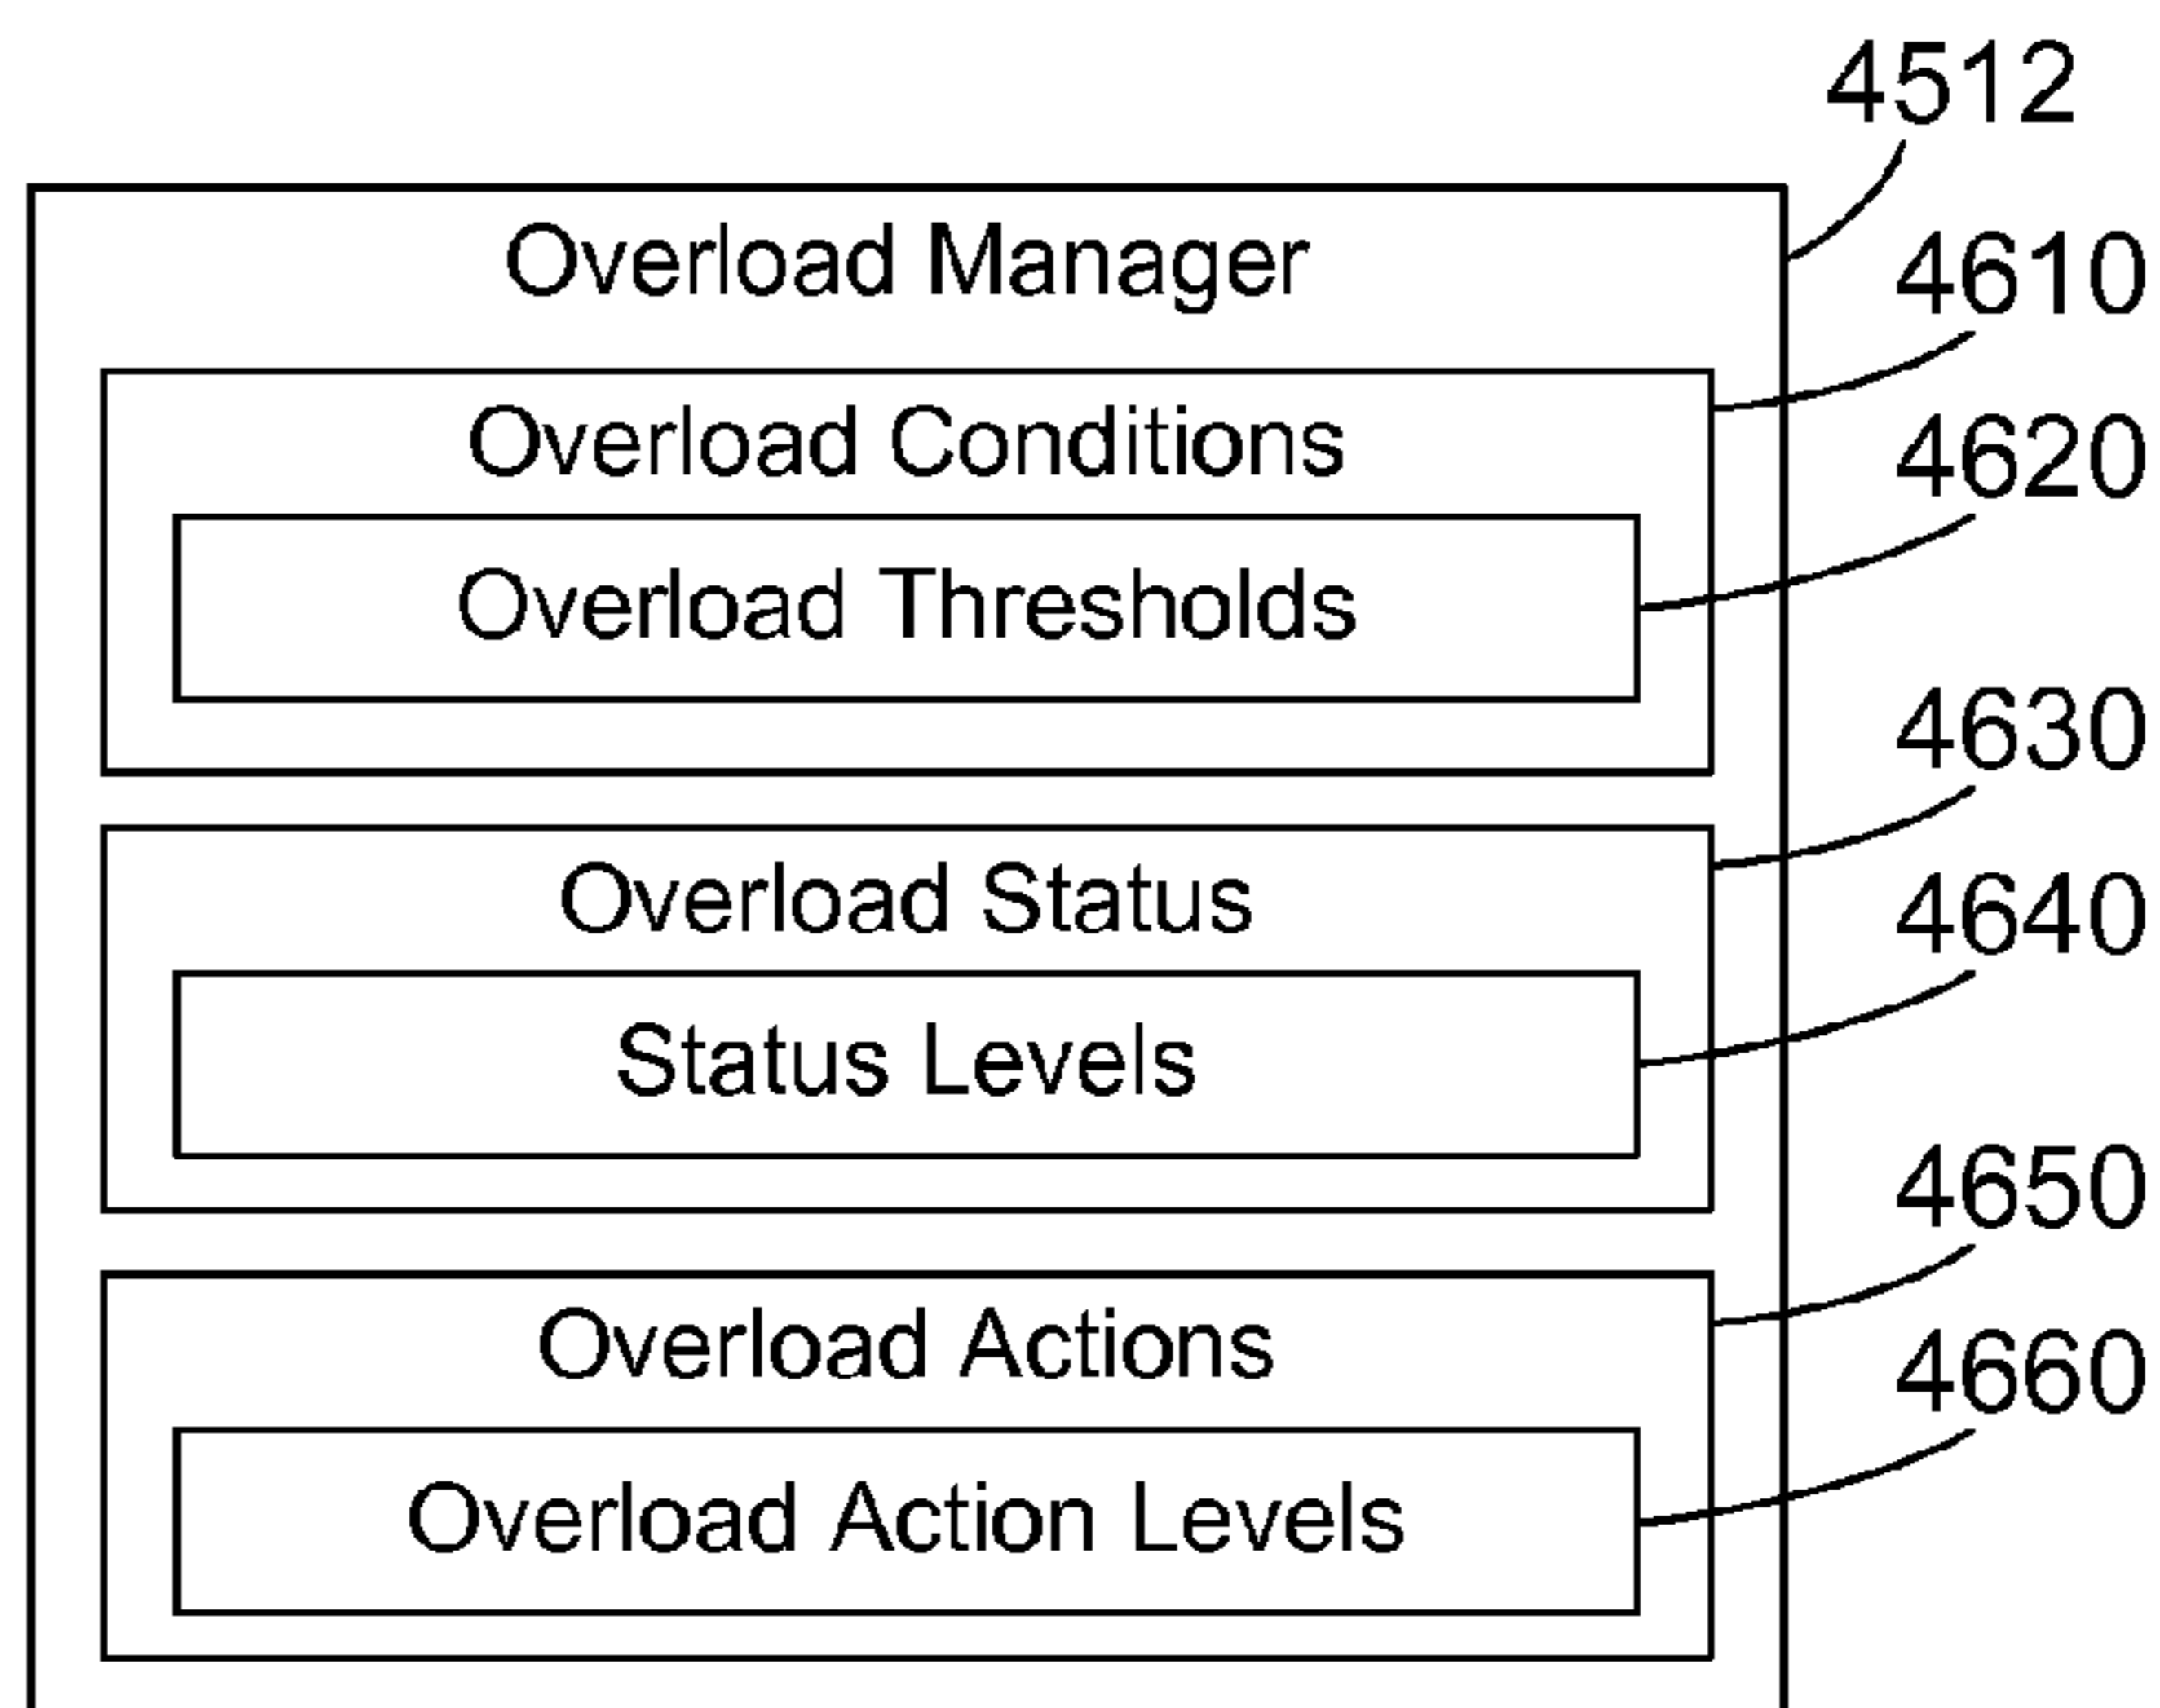 4512
Overload Manager
4610
Overload Conditions
4620
Overload Thresholds
4630
Overload Status
4640
Status Levels
4650
Overload Actions
4660
Overload Action Levels